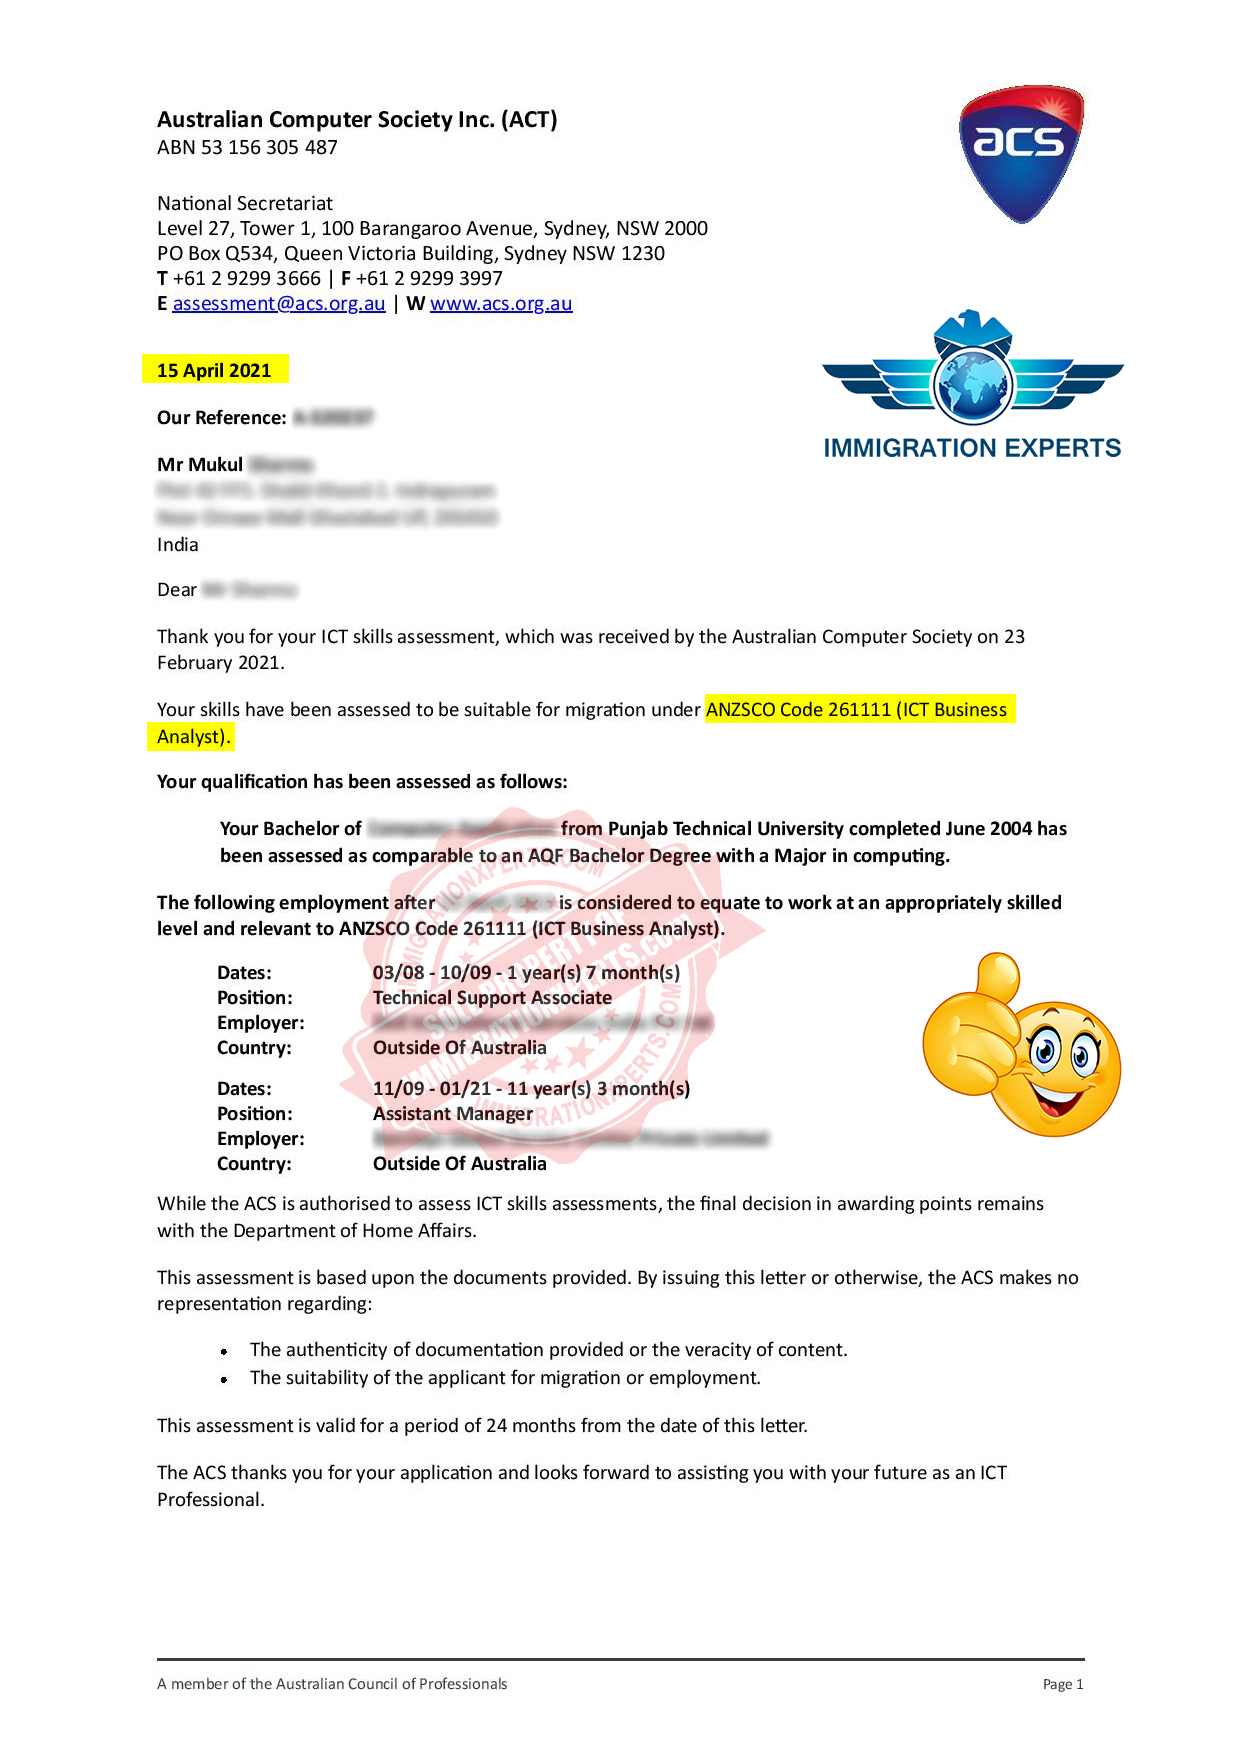 Australian Computer Society Inc. (ACT)
ABN 53 156 305 487
acs
National Secretariat
Level 27, Tower 1, 100 Barangaroo Avenue, Sydney, NSW 2000
PO Box Q534, Queen Victoria Building, Sydney NSW 1230
T +61 2 9299 3666 | F +61 2 9299 3997
E assessment@acs.org.au | W www.acs.org.au
15 April 2021
IMMIGRATION EXPERTS
Our Reference:
Mr Mukul
India
Dear
Thank you for your ICT skills assessment, which was received by the Australian Computer Society on 23
February 2021.
Your skills have been assessed to be suitable for migration under ANZSCO Code 261111 (ICT Business
Analyst).
Your qualification has been assessed as follows:
Your Bachelor of from Punjab Technical University completed June 2004 has
been assessed as comparable to an AQF Bachelor Degree with a Major in computing.
The following employment after is considered to equate to work at an appropriately skilled
level and relevant to ANZSCO Code 261111 (ICT Business Analyst).
Dates: 03/08 - 10/09 - 1 year(s) 7 month(s)
Position: Technical Support Associate
Employer:
Country: Outside Of Australia
Dates: 11/09 - 01/21 - 11 year(s) 3 month(s)
Position: Assistant Manager
Employer:
Country: Outside Of Australia
IMMIGRATIONXPERTS.COM
SOLE PROPERTY OF
IMMIGRATIONXPERTS.COM
IMMIGRATIONXPERTS.COM
While the ACS is authorised to assess ICT skills assessments, the final decision in awarding points remains
with the Department of Home Affairs.
This assessment is based upon the documents provided. By issuing this letter or otherwise, the ACS makes no
representation regarding:
• The authenticity of documentation provided or the veracity of content.
• The suitability of the applicant for migration or employment.
This assessment is valid for a period of 24 months from the date of this letter.
The ACS thanks you for your application and looks forward to assisting you with your future as an ICT
Professional.
A member of the Australian Council of Professionals Page 1